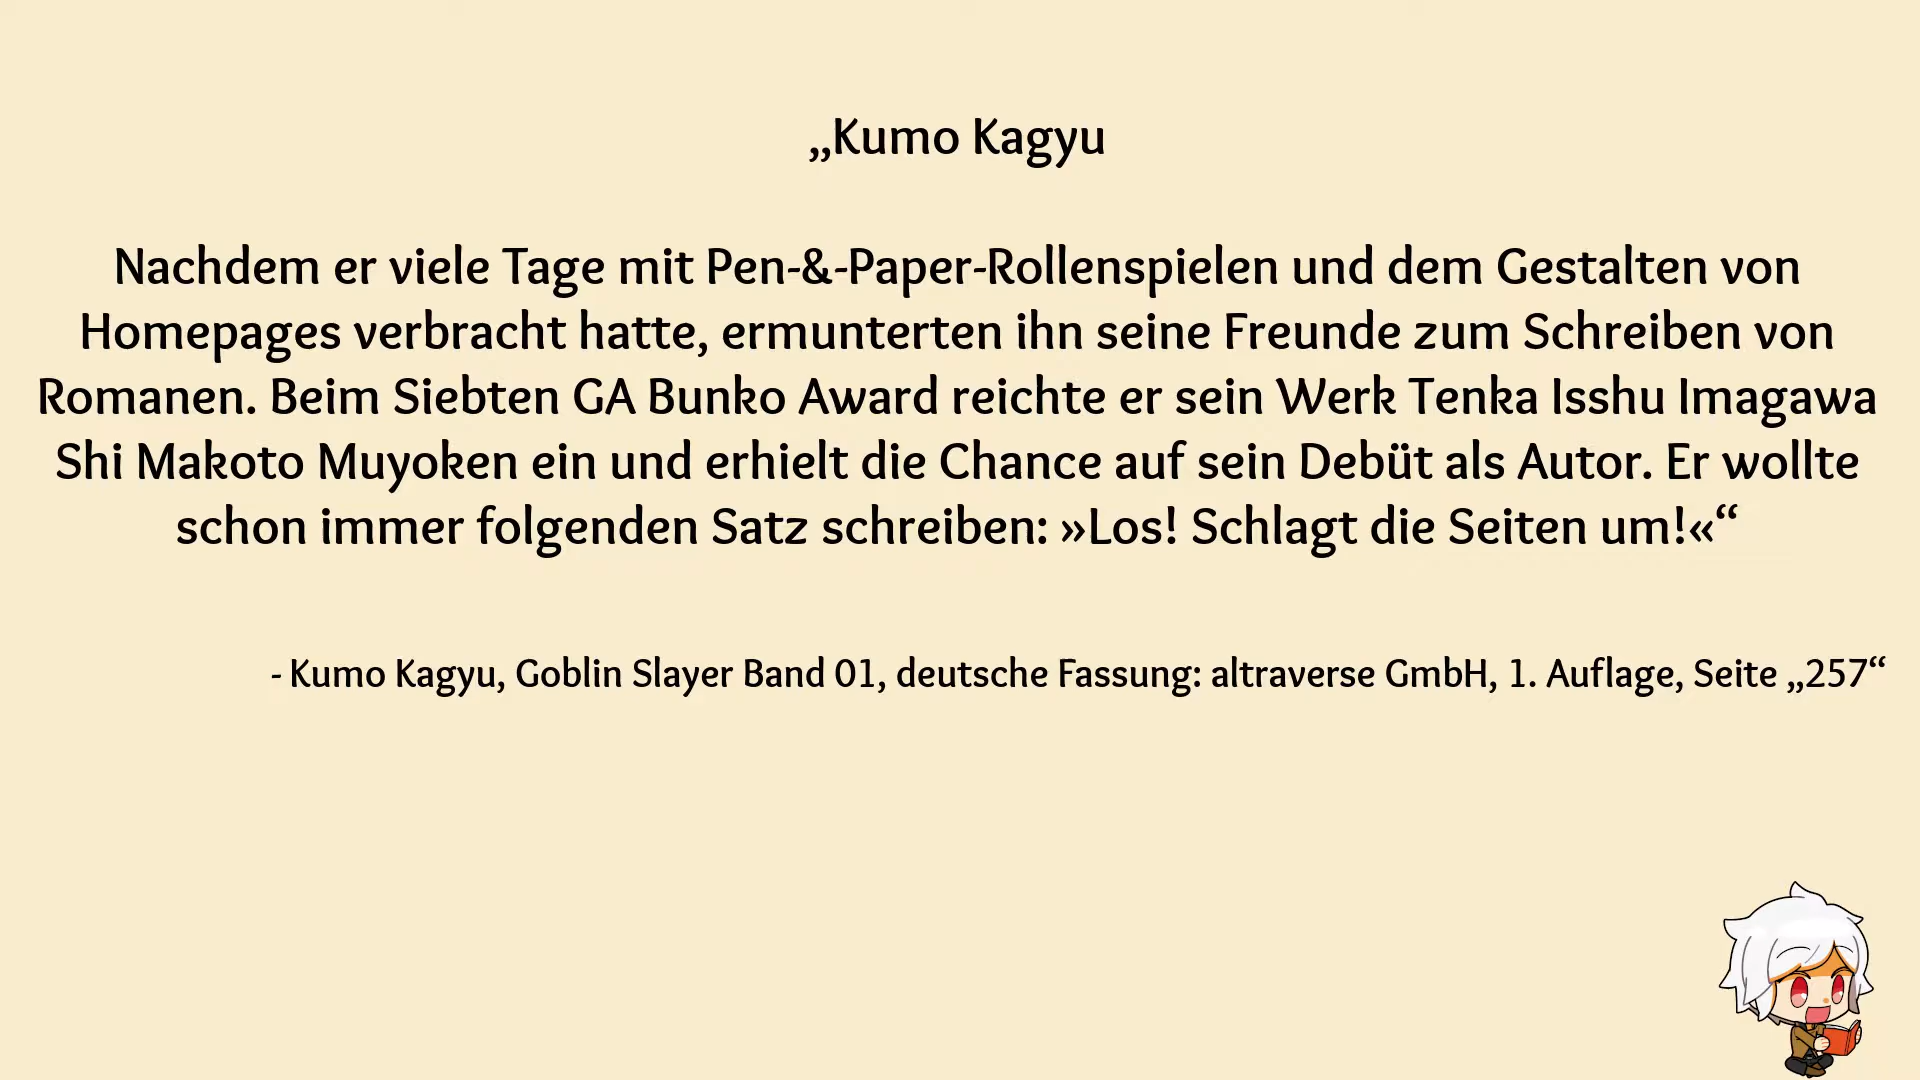 „Kumo Kagyu
Nachdem er viele Tage mit Pen-&-Paper-Rollenspielen und dem Gestalten von
Homepages verbracht hatte, ermunterten ihn seine Freunde zum Schreiben von
Romanen. Beim Siebten GA Bunko Award reichte er sein Werk Tenka Isshu Imagawa
Shi Makoto Muyoken ein und erhielt die Chance auf sein Debüt als Autor. Er wollte
schon immer folgenden Satz schreiben: »Los! Schlagt die Seiten um!«“
- Kumo Kagyu, Goblin Slayer Band 01, deutsche Fassung: altraverse GmbH, 1. Auflage, Seite „257“